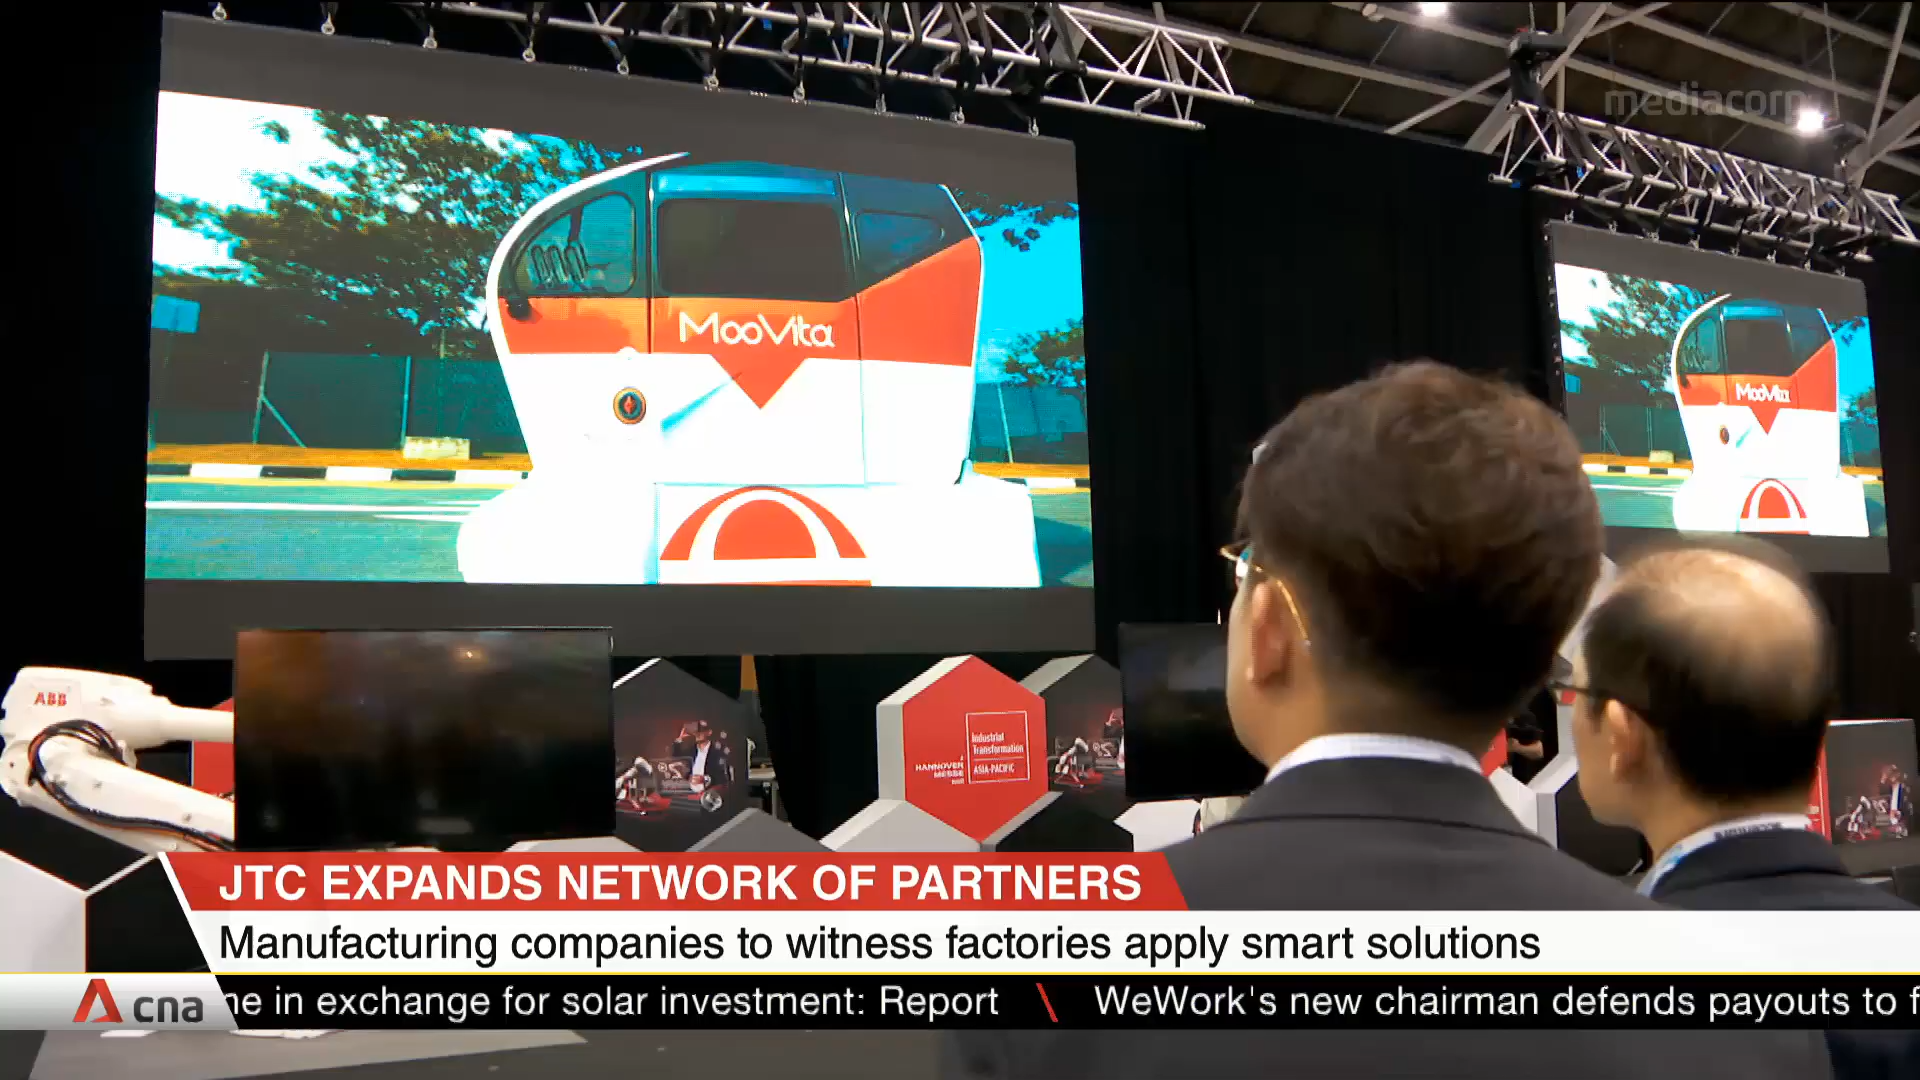 mediacorp
MooVita
MooVita
ABB
Industrial
Transformation
ASIA-PACIFIC
HANNOVER
MESSE
JTC EXPANDS NETWORK OF PARTNERS
Manufacturing companies to witness factories apply smart solutions
cna
ne in exchange for solar investment: Report \ WeWork's new chairman defends payouts to f